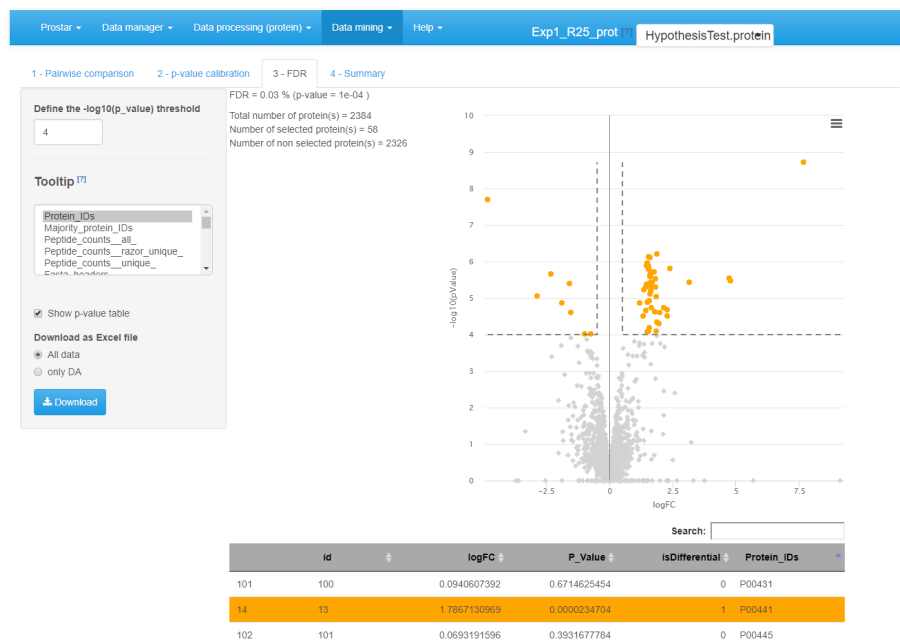 Prostar Data manager Data processing (protein) Data mining Help Exp1_R25_prot [?] HypothesisTest.protein
1 - Pairwise comparison 2 - p-value calibration 3 - FDR 4 - Summary
Define the -log10(p_value) threshold
4
Tooltip [?]
Protein_IDs
Majority_protein_IDs
Peptide_counts__all_
Peptide_counts__razor_unique_
Peptide_counts__unique_
Fasta_headers
Show p-value table
Download as Excel file
All data
only DA
Download
FDR = 0.03 % (p-value = 1e-04 )
Total number of protein(s) = 2384
Number of selected protein(s) = 58
Number of non selected protein(s) = 2326
10
9
8
7
6
5
4
3
2
1
0
-log10(pValue)
-2.5 0 2.5 5 7.5
logFC
Search:
id logFC P_Value isDifferential Protein_IDs
101 100 0.0940607392 0.6714625454 0 P00431
14 13 1.7867130969 0.0000234704 1 P00441
102 101 0.0693191596 0.3931677784 0 P00445